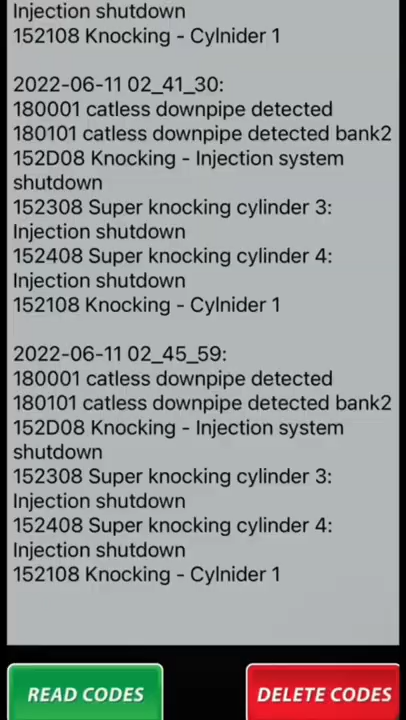 Injection shutdown
152108 Knocking - Cylnider 1
2022-06-11 02_41_30:
180001 catless downpipe detected
180101 catless downpipe detected bank2
152D08 Knocking - Injection system
shutdown
152308 Super knocking cylinder 3:
Injection shutdown
152408 Super knocking cylinder 4:
Injection shutdown
152108 Knocking - Cylnider 1
2022-06-11 02_45_59:
180001 catless downpipe detected
180101 catless downpipe detected bank2
152D08 Knocking - Injection system
shutdown
152308 Super knocking cylinder 3:
Injection shutdown
152408 Super knocking cylinder 4:
Injection shutdown
152108 Knocking - Cylnider 1
READ CODES
DELETE CODES